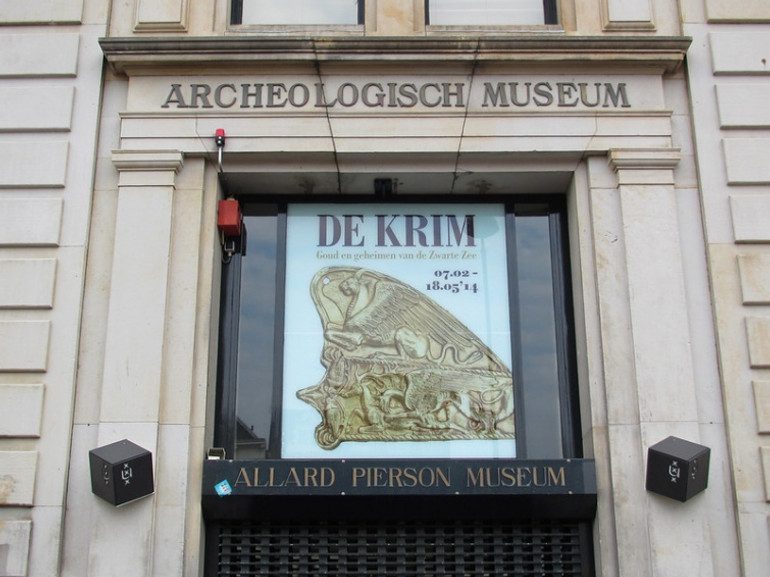 ARCHEOLOGISCH MUSEUM
DE KRIM
Goud en geheimen van de Zwarte Zee
07.02 -
18.05'14
ALLARD PIERSON MUSEUM